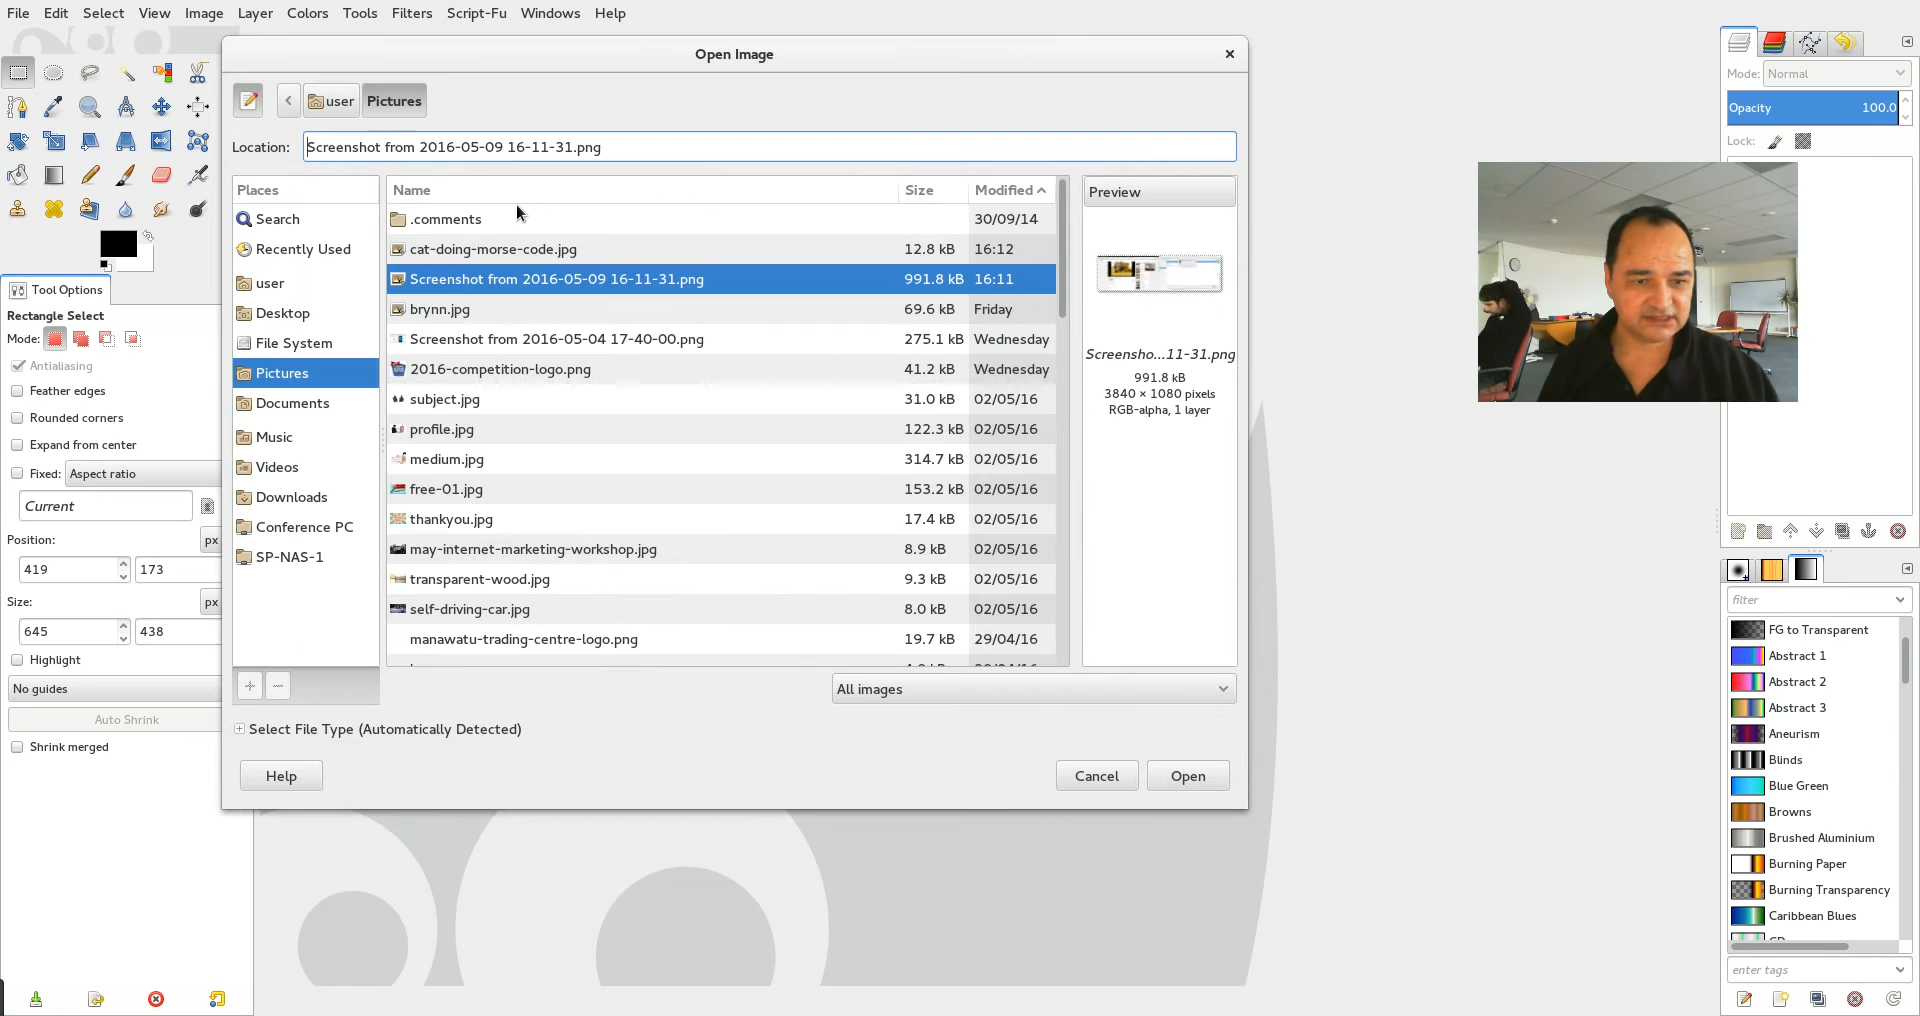 File Edit Select View Image Layer Colors Tools Filters Script-Fu Windows Help
Open Image
user Pictures
Location: Screenshot from 2016-05-09 16-11-31.png
Places
Search
Recently Used
user
Desktop
File System
Pictures
Documents
Music
Videos
Downloads
Conference PC
SP-NAS-1
Name Size Modified
.comments 30/09/14
cat-doing-morse-code.jpg 12.8 kB 16:12
Screenshot from 2016-05-09 16-11-31.png 991.8 kB 16:11
brynn.jpg 69.6 kB Friday
Screenshot from 2016-05-04 17-40-00.png 275.1 kB Wednesday
2016-competition-logo.png 41.2 kB Wednesday
subject.jpg 31.0 kB 02/05/16
profile.jpg 122.3 kB 02/05/16
medium.jpg 314.7 kB 02/05/16
free-01.jpg 153.2 kB 02/05/16
thankyou.jpg 17.4 kB 02/05/16
may-internet-marketing-workshop.jpg 8.9 kB 02/05/16
transparent-wood.jpg 9.3 kB 02/05/16
self-driving-car.jpg 8.0 kB 02/05/16
manawatu-trading-centre-logo.png 19.7 kB 29/04/16
Preview
Screensho...11-31.png
991.8 kB
3840 × 1080 pixels
RGB-alpha, 1 layer
All images
Select File Type (Automatically Detected)
Help Cancel Open
Tool Options
Rectangle Select
Mode:
Antialiasing
Feather edges
Rounded corners
Expand from center
Fixed: Aspect ratio
Current
Position: px
419 173
Size: px
645 438
Highlight
No guides
Auto Shrink
Shrink merged
Mode: Normal
Opacity 100.0
Lock:
filter
FG to Transparent
Abstract 1
Abstract 2
Abstract 3
Aneurism
Blinds
Blue Green
Browns
Brushed Aluminium
Burning Paper
Burning Transparency
Caribbean Blues
enter tags